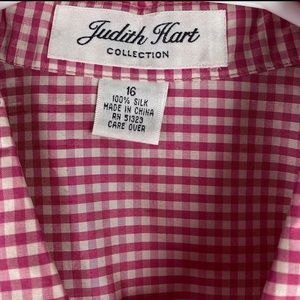 Judith Hart
COLLECTION
16
100% SILK
MADE IN CHINA
RN 51323
CARE OVER